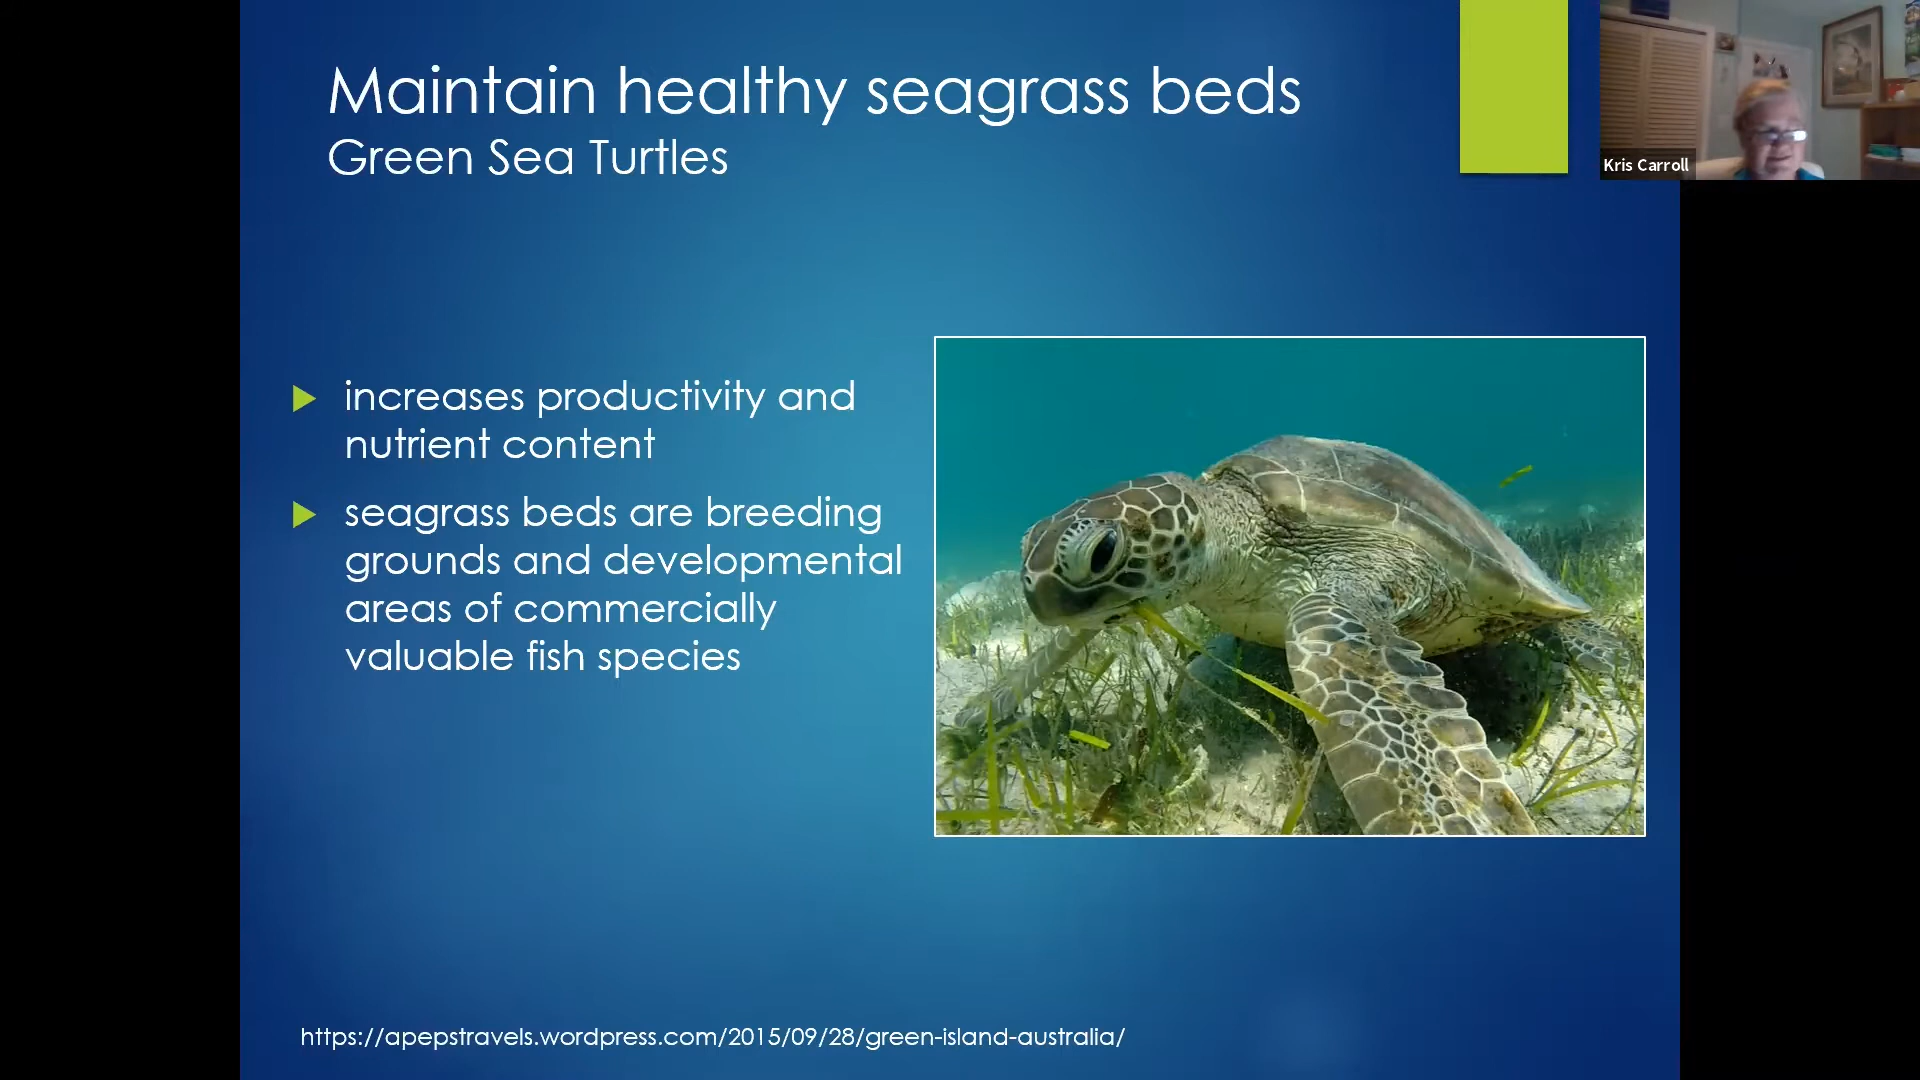 Maintain healthy seagrass beds
Green Sea Turtles
Kris Carroll
increases productivity and
nutrient content
seagrass beds are breeding
grounds and developmental
areas of commercially
valuable fish species
https://apepstravels.wordpress.com/2015/09/28/green-island-australia/